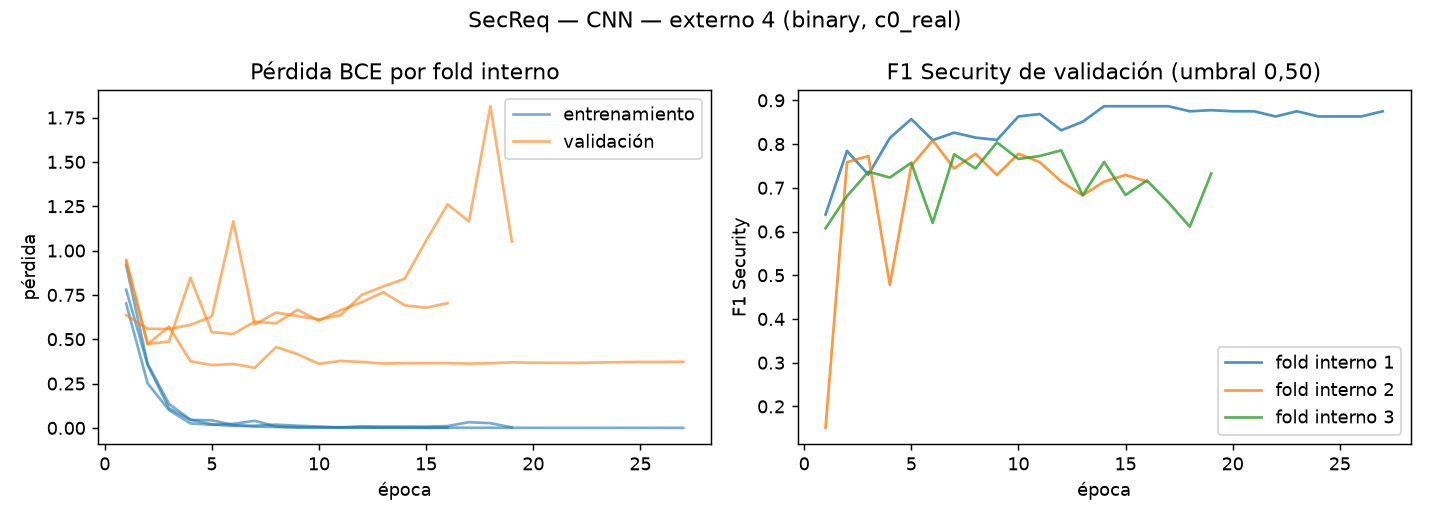 SecReq — CNN — externo 4 (binary, c0_real)
Pérdida BCE por fold interno
pérdida
1.75
1.50
1.25
1.00
0.75
0.50
0.25
0.00
entrenamiento
validación
0 5 10 15 20 25
época
F1 Security de validación (umbral 0,50)
F1 Security
0.9
0.8
0.7
0.6
0.5
0.4
0.3
0.2
fold interno 1
fold interno 2
fold interno 3
0 5 10 15 20 25
época